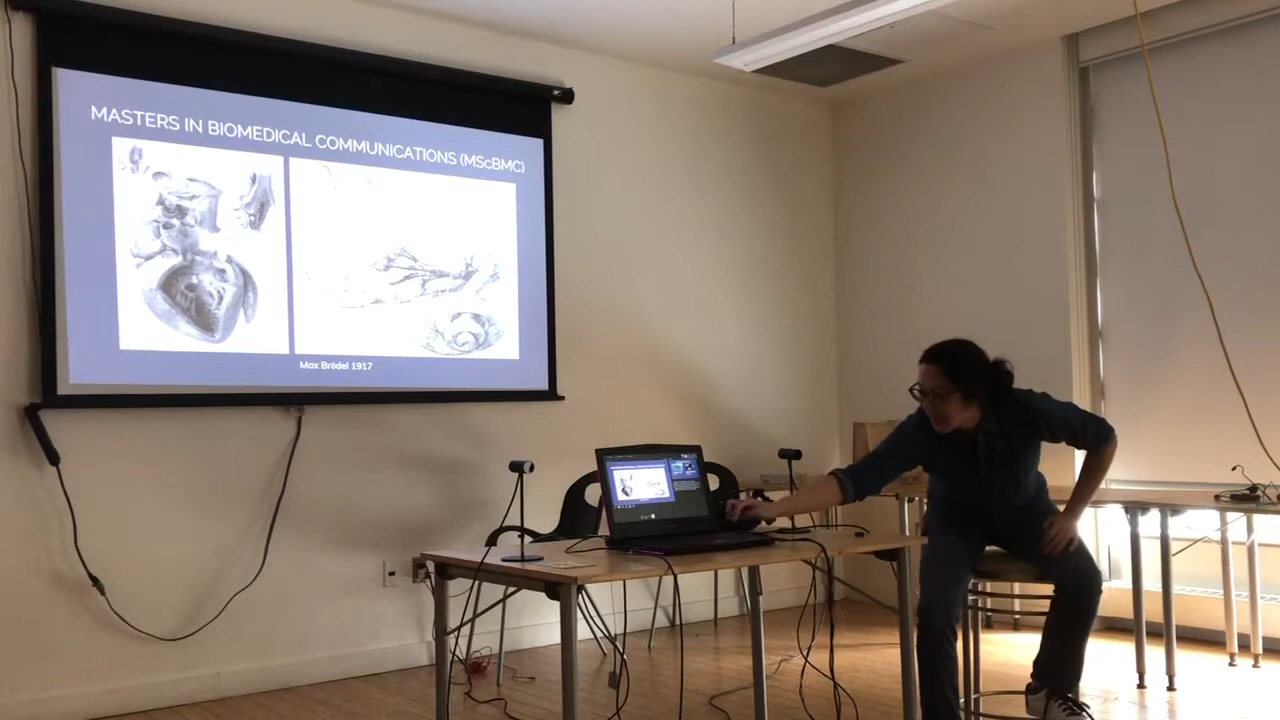 MASTERS IN BIOMEDICAL COMMUNICATIONS (MScBMC)
Max Brödel 1917